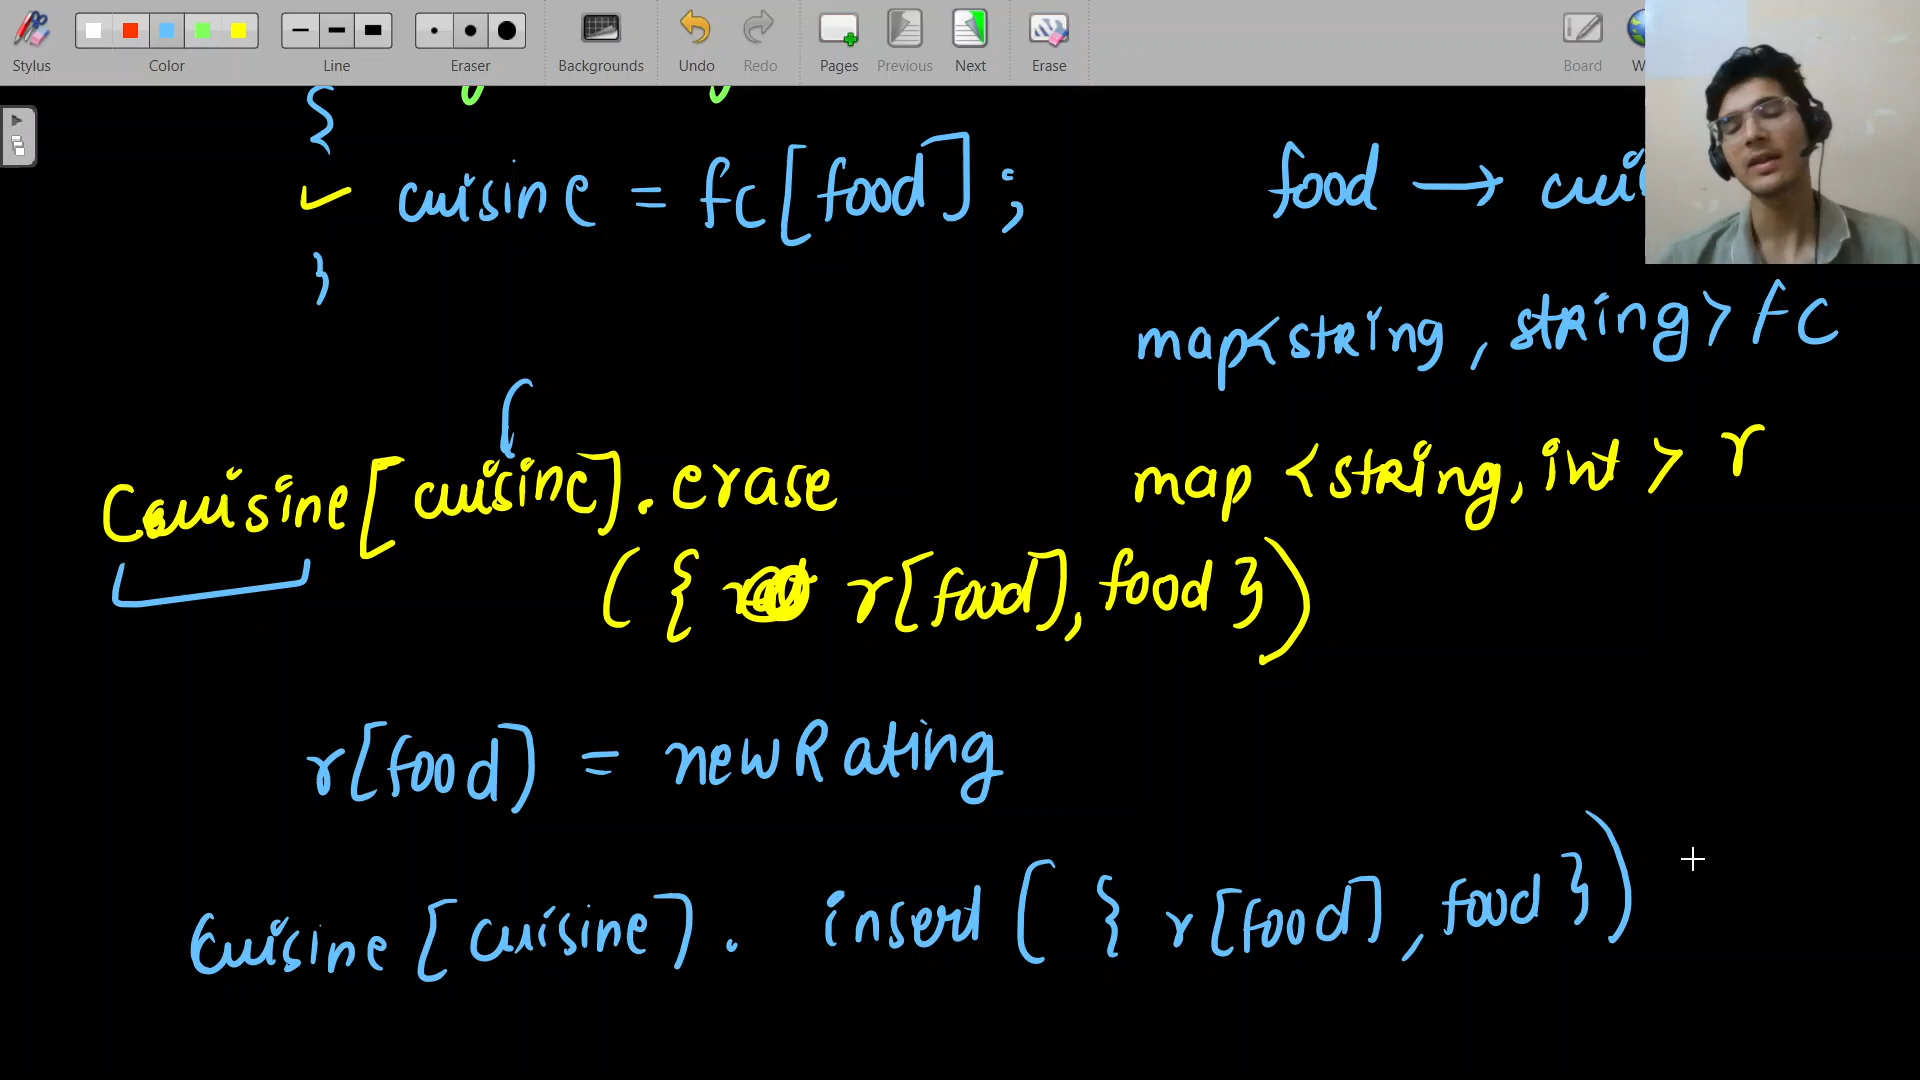 Stylus Color Line Eraser Backgrounds Undo Redo Pages Previous Next Erase Board
{
cuisine = fc[food];
}
food → cui
map<string, string> fc
map <string, int> r
Cuisine[cuisine].erase
({ r[food], food })
r[food] = newRating
Cuisine[cuisine]. insert ({ r[food], food })